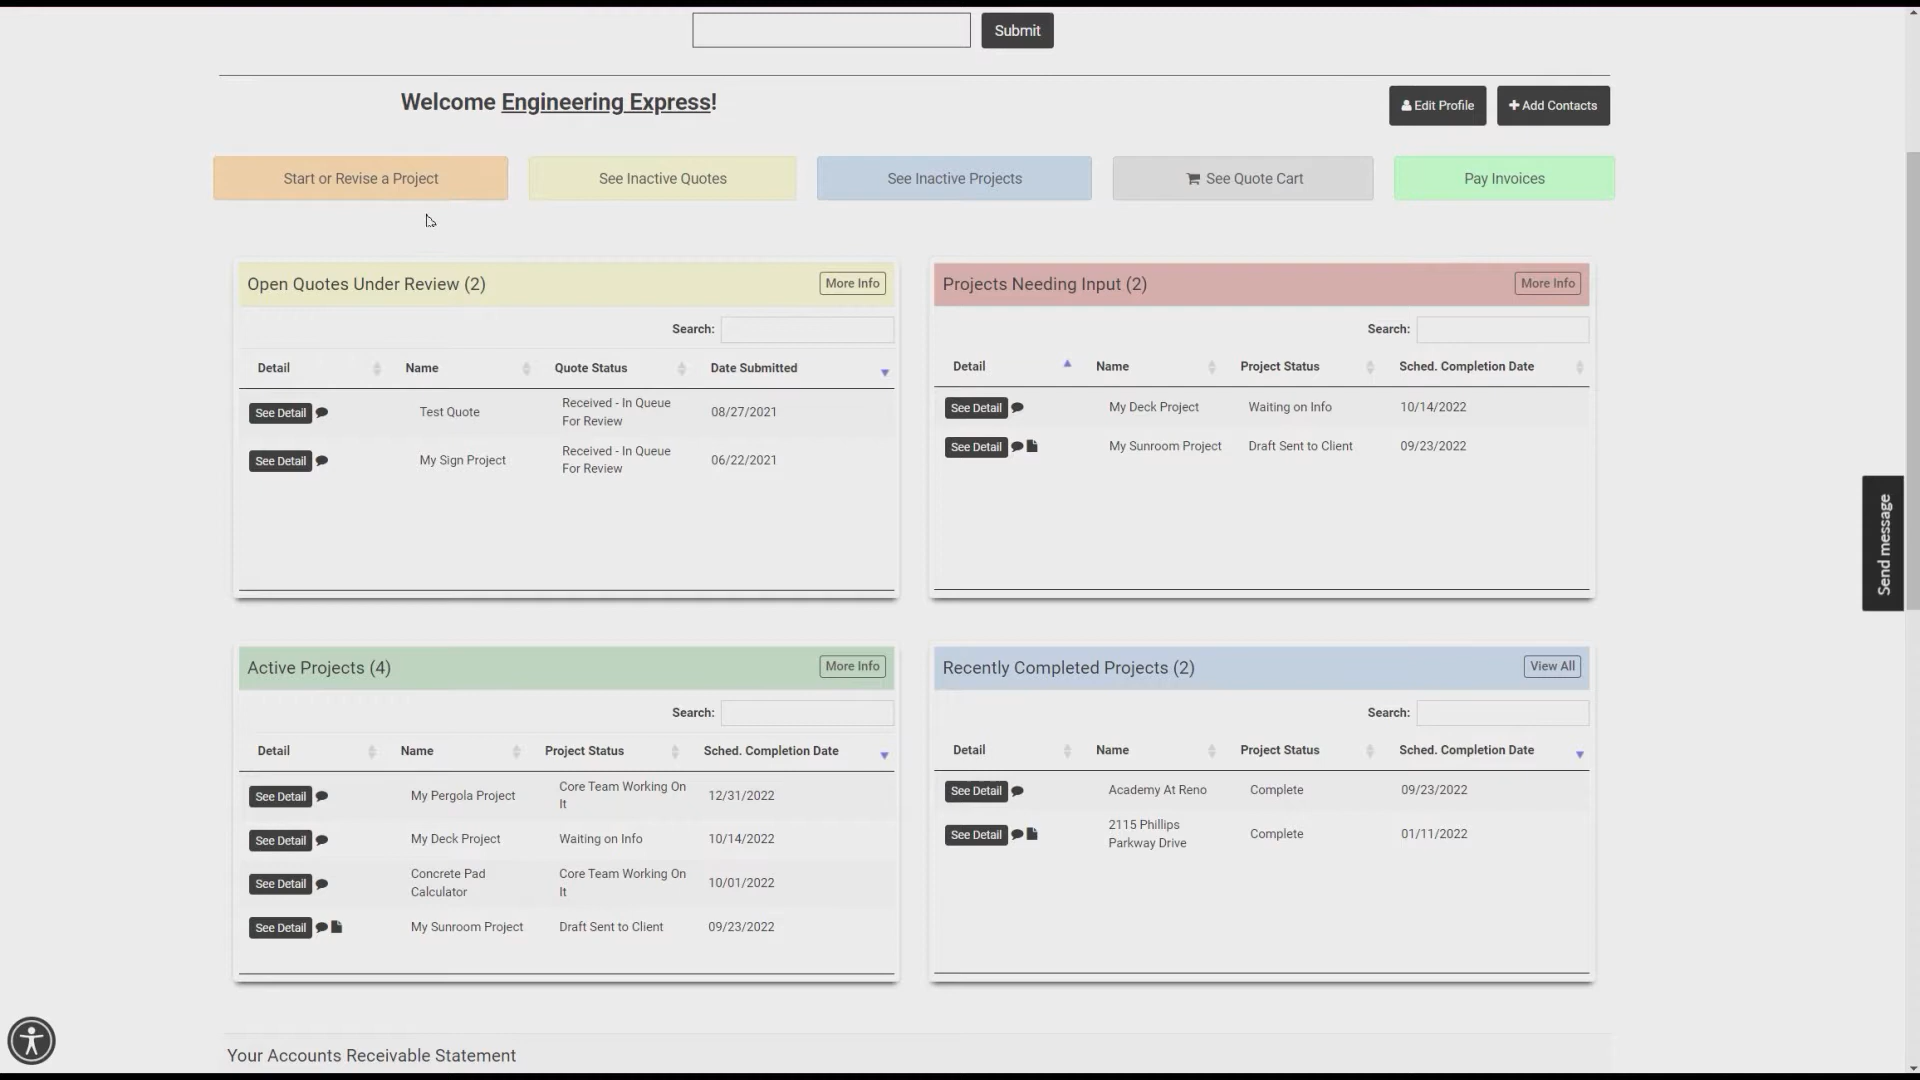 Submit
Welcome Engineering Express!
Edit Profile
Add Contacts
Start or Revise a Project
See Inactive Quotes
See Inactive Projects
See Quote Cart
Pay Invoices
Open Quotes Under Review (2)
More Info
Search:
Detail Name Quote Status Date Submitted
See Detail Test Quote Received - In Queue For Review 08/27/2021
See Detail My Sign Project Received - In Queue For Review 06/22/2021
Projects Needing Input (2)
More Info
Search:
Detail Name Project Status Sched. Completion Date
See Detail My Deck Project Waiting on Info 10/14/2022
See Detail My Sunroom Project Draft Sent to Client 09/23/2022
Send message
Active Projects (4)
More Info
Search:
Detail Name Project Status Sched. Completion Date
See Detail My Pergola Project Core Team Working On It 12/31/2022
See Detail My Deck Project Waiting on Info 10/14/2022
See Detail Concrete Pad Calculator Core Team Working On It 10/01/2022
See Detail My Sunroom Project Draft Sent to Client 09/23/2022
Recently Completed Projects (2)
View All
Search:
Detail Name Project Status Sched. Completion Date
See Detail Academy At Reno Complete 09/23/2022
See Detail 2115 Phillips Parkway Drive Complete 01/11/2022
Your Accounts Receivable Statement